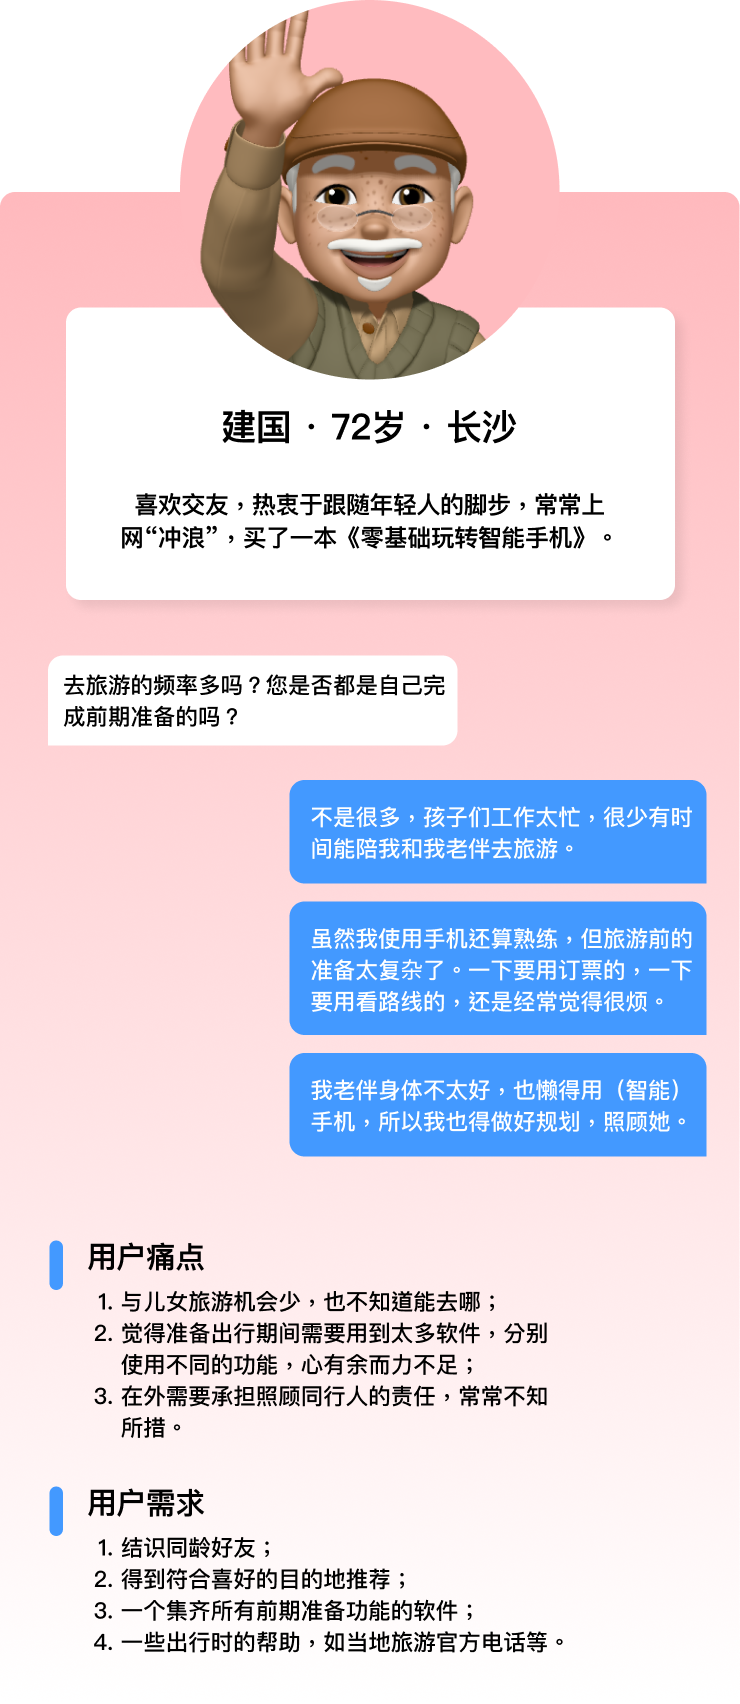 建国 · 72岁 · 长沙
喜欢交友，热衷于跟随年轻人的脚步，常常上
网“冲浪”，买了一本《零基础玩转智能手机》。
去旅游的频率多吗？您是否都是自己完
成前期准备的吗？
不是很多，孩子们工作太忙，很少有时
间能陪我和我老伴去旅游。
虽然我使用手机还算熟练，但旅游前的
准备太复杂了。一下要用订票的，一下
要用看路线的，还是经常觉得很烦。
我老伴身体不太好，也懒得用（智能）
手机，所以我也得做好规划，照顾她。
用户痛点
1. 与儿女旅游机会少，也不知道能去哪；
2. 觉得准备出行期间需要用到太多软件，分别
使用不同的功能，心有余而力不足；
3. 在外需要承担照顾同行人的责任，常常不知
所措。
用户需求
1. 结识同龄好友；
2. 得到符合喜好的目的地推荐；
3. 一个集齐所有前期准备功能的软件；
4. 一些出行时的帮助，如当地旅游官方电话等。